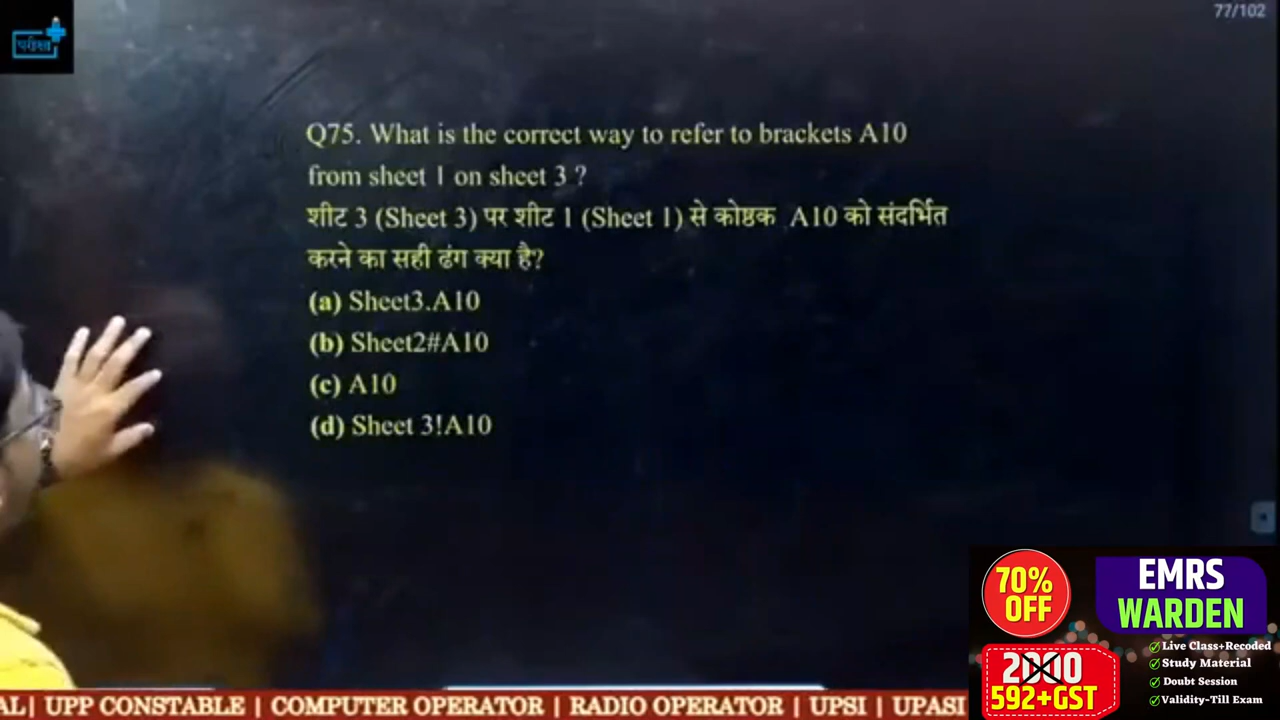 77/102
परीक्षा
Q75. What is the correct way to refer to brackets A10
from sheet 1 on sheet 3 ?
शीट 3 (Sheet 3) पर शीट 1 (Sheet 1) से कोष्ठक A10 को संदर्भित
करने का सही ढंग क्या है?
(a) Sheet3.A10
(b) Sheet2#A10
(c) A10
(d) Sheet 3!A10
70%
OFF
EMRS
WARDEN
2000
592+GST
Live Class+Recoded
Study Material
Doubt Session
Validity-Till Exam
AL| UPP CONSTABLE | COMPUTER OPERATOR | RADIO OPERATOR | UPSI | UPASI